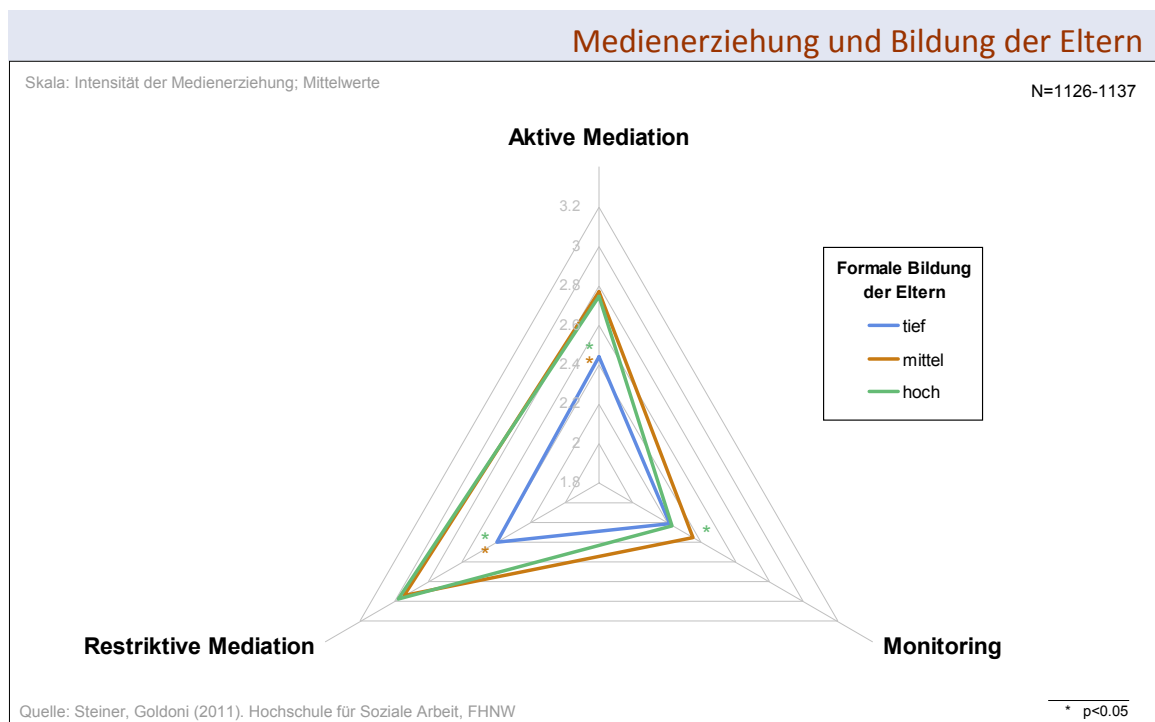 Medienerziehung und Bildung der Eltern
Skala: Intensität der Medienerziehung; Mittelwerte
N=1126-1137
Aktive Mediation
3.2
3
2.8
2.6
2.4
2.2
2
1.8
*
*
*
*
*
Formale Bildung
der Eltern
tief
mittel
hoch
Restriktive Mediation
Monitoring
Quelle: Steiner, Goldoni (2011). Hochschule für Soziale Arbeit, FHNW
* p<0.05